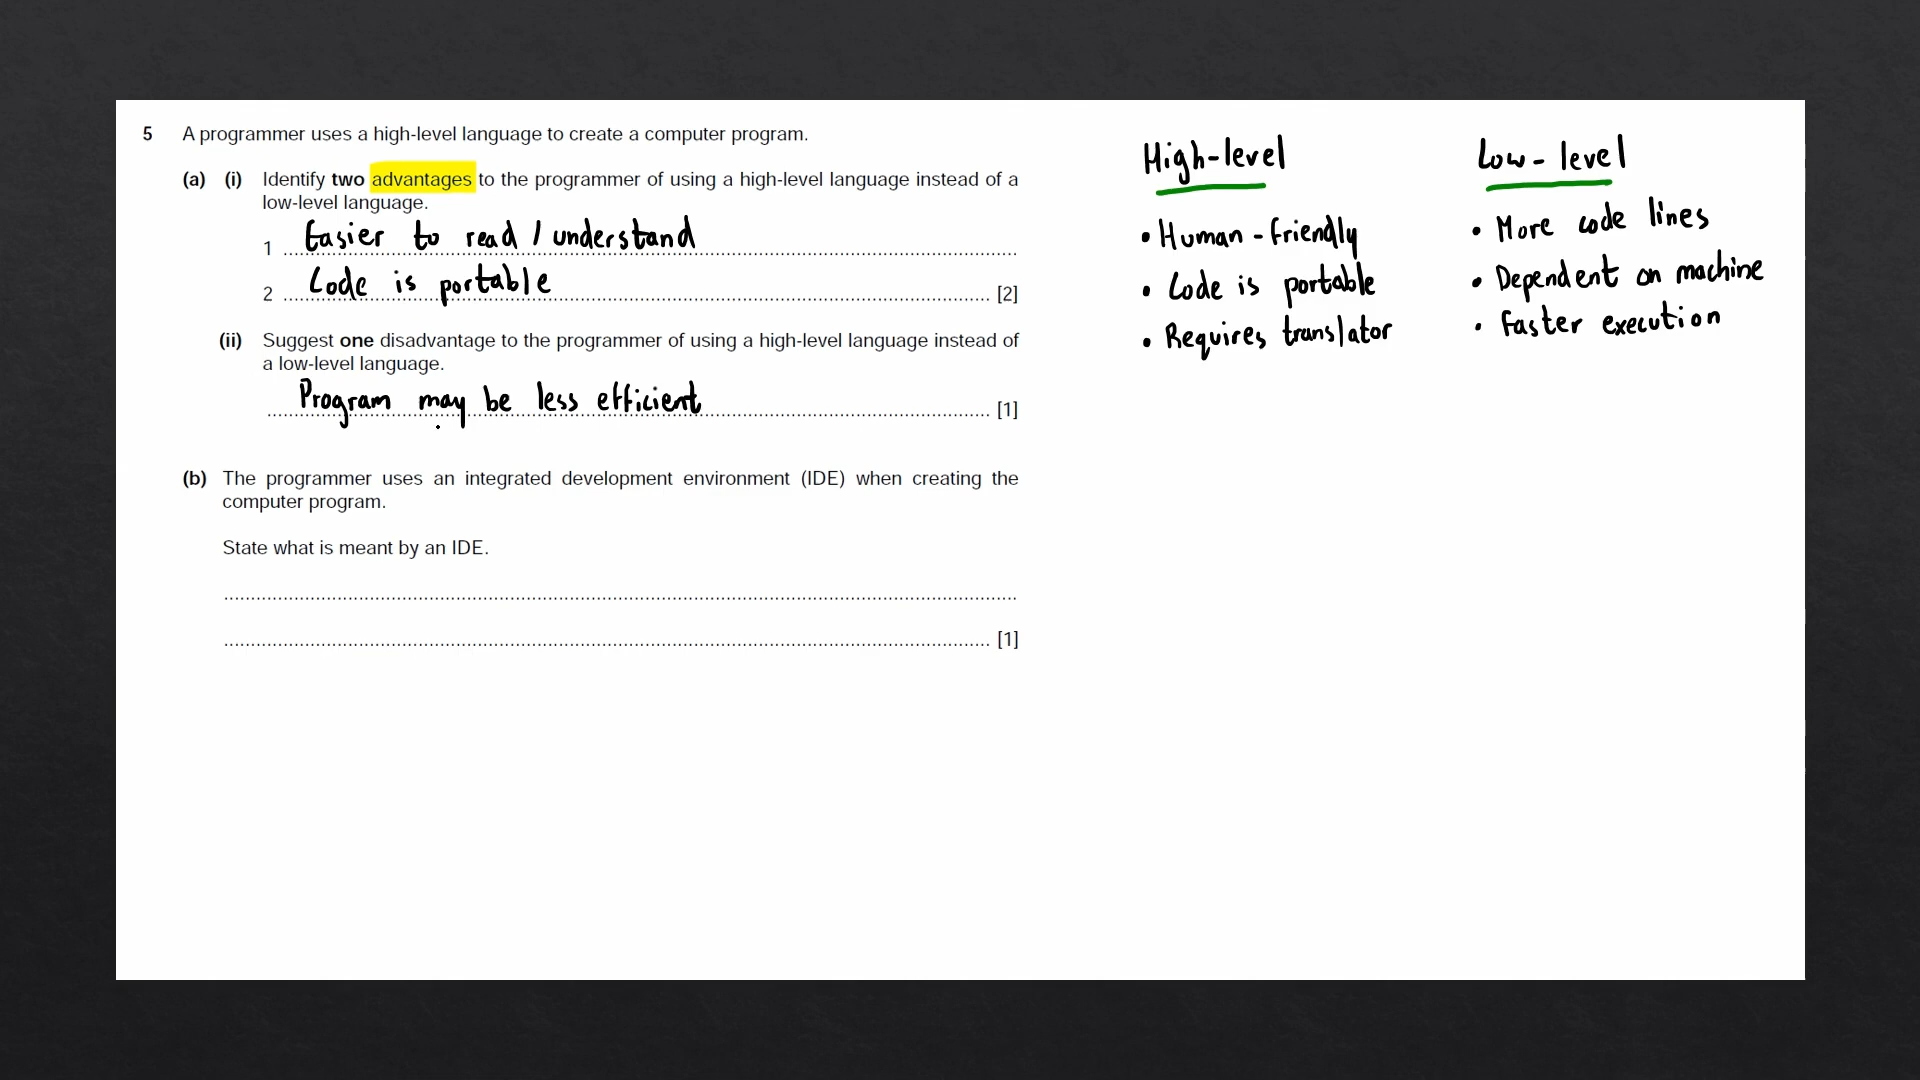 5 A programmer uses a high-level language to create a computer program.
(a) (i) Identify two advantages to the programmer of using a high-level language instead of a
low-level language.
1 Easier to read / understand
2 Code is portable [2]
(ii) Suggest one disadvantage to the programmer of using a high-level language instead of
a low-level language.
Program may be less efficient [1]
(b) The programmer uses an integrated development environment (IDE) when creating the
computer program.
State what is meant by an IDE.
[1]
High-level
• Human-friendly
• Code is portable
• Requires translator
Low-level
• More code lines
• Dependent on machine
• Faster execution